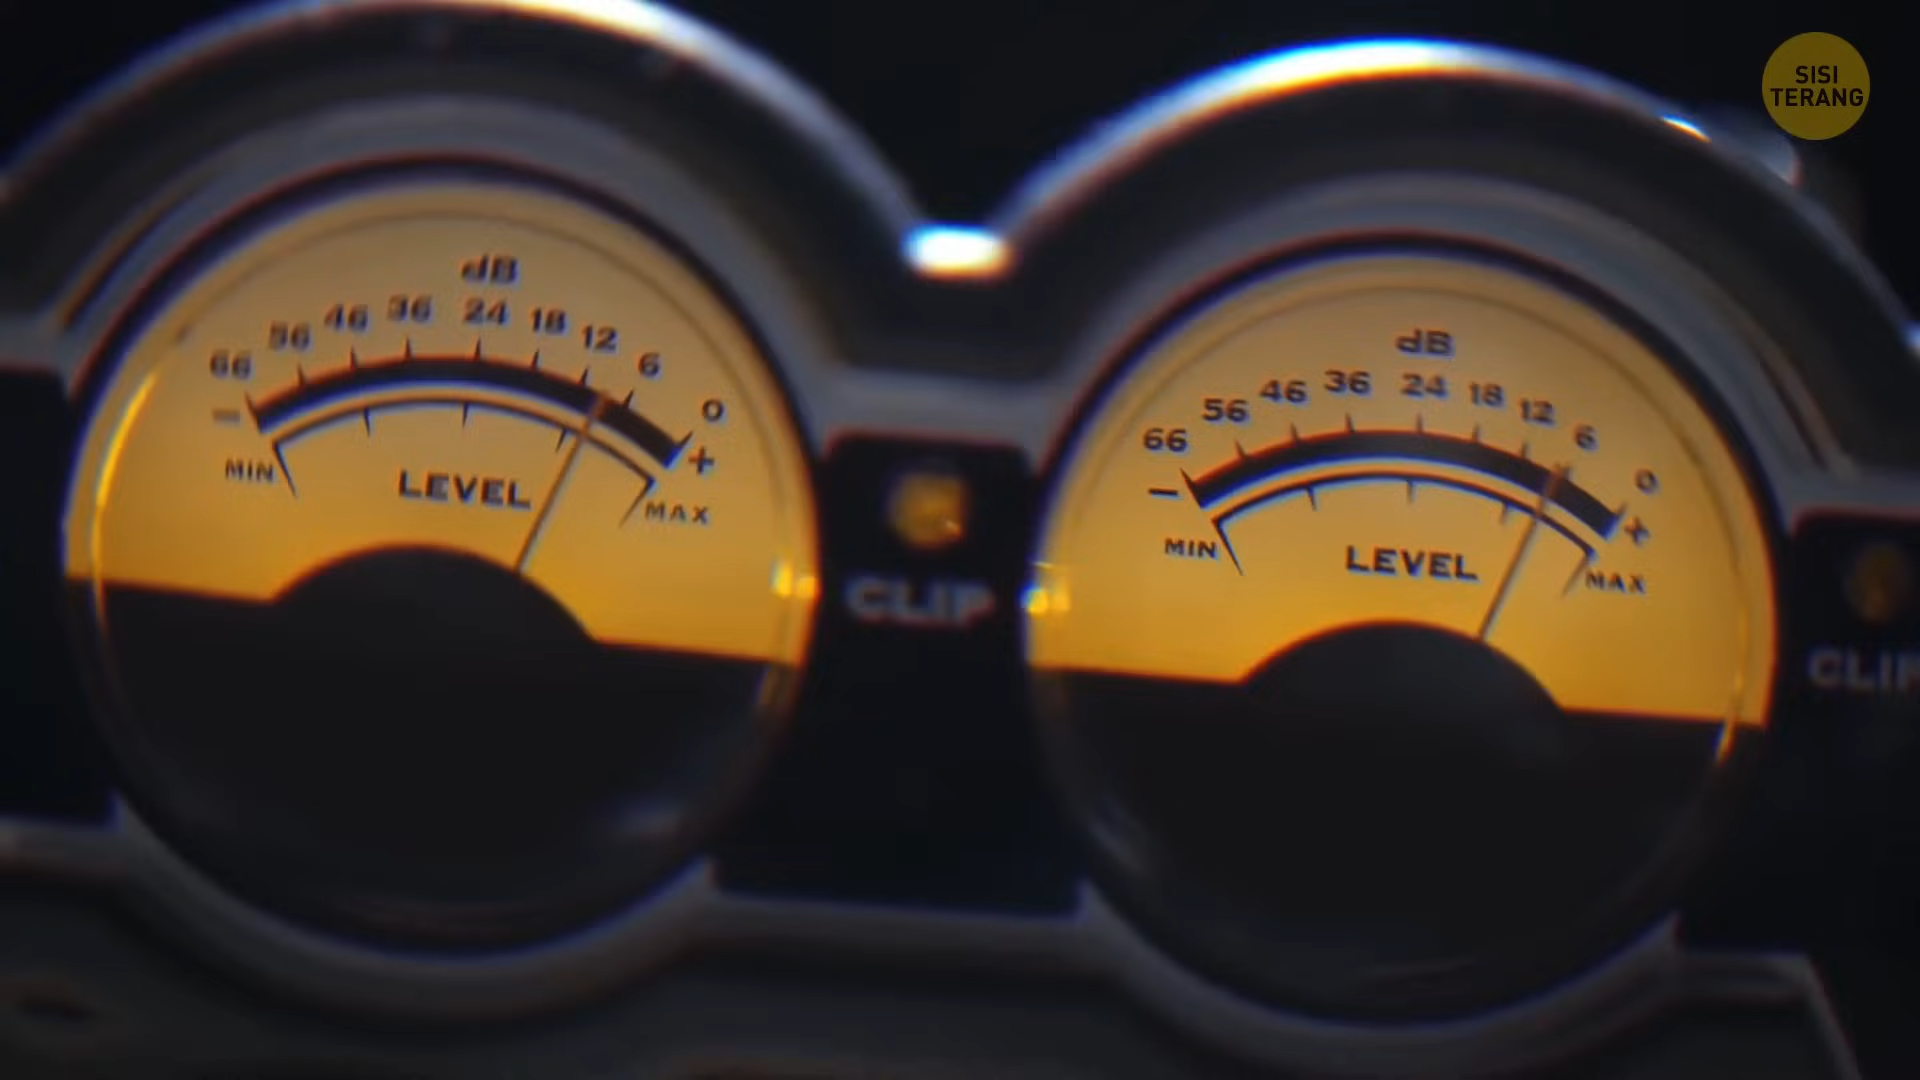 SISI
TERANG
dB
66 56 46 36 24 18 12 6 0
- +
MIN LEVEL MAX
CLIP
dB
66 56 46 36 24 18 12 6 0
- +
MIN LEVEL MAX
CLIP